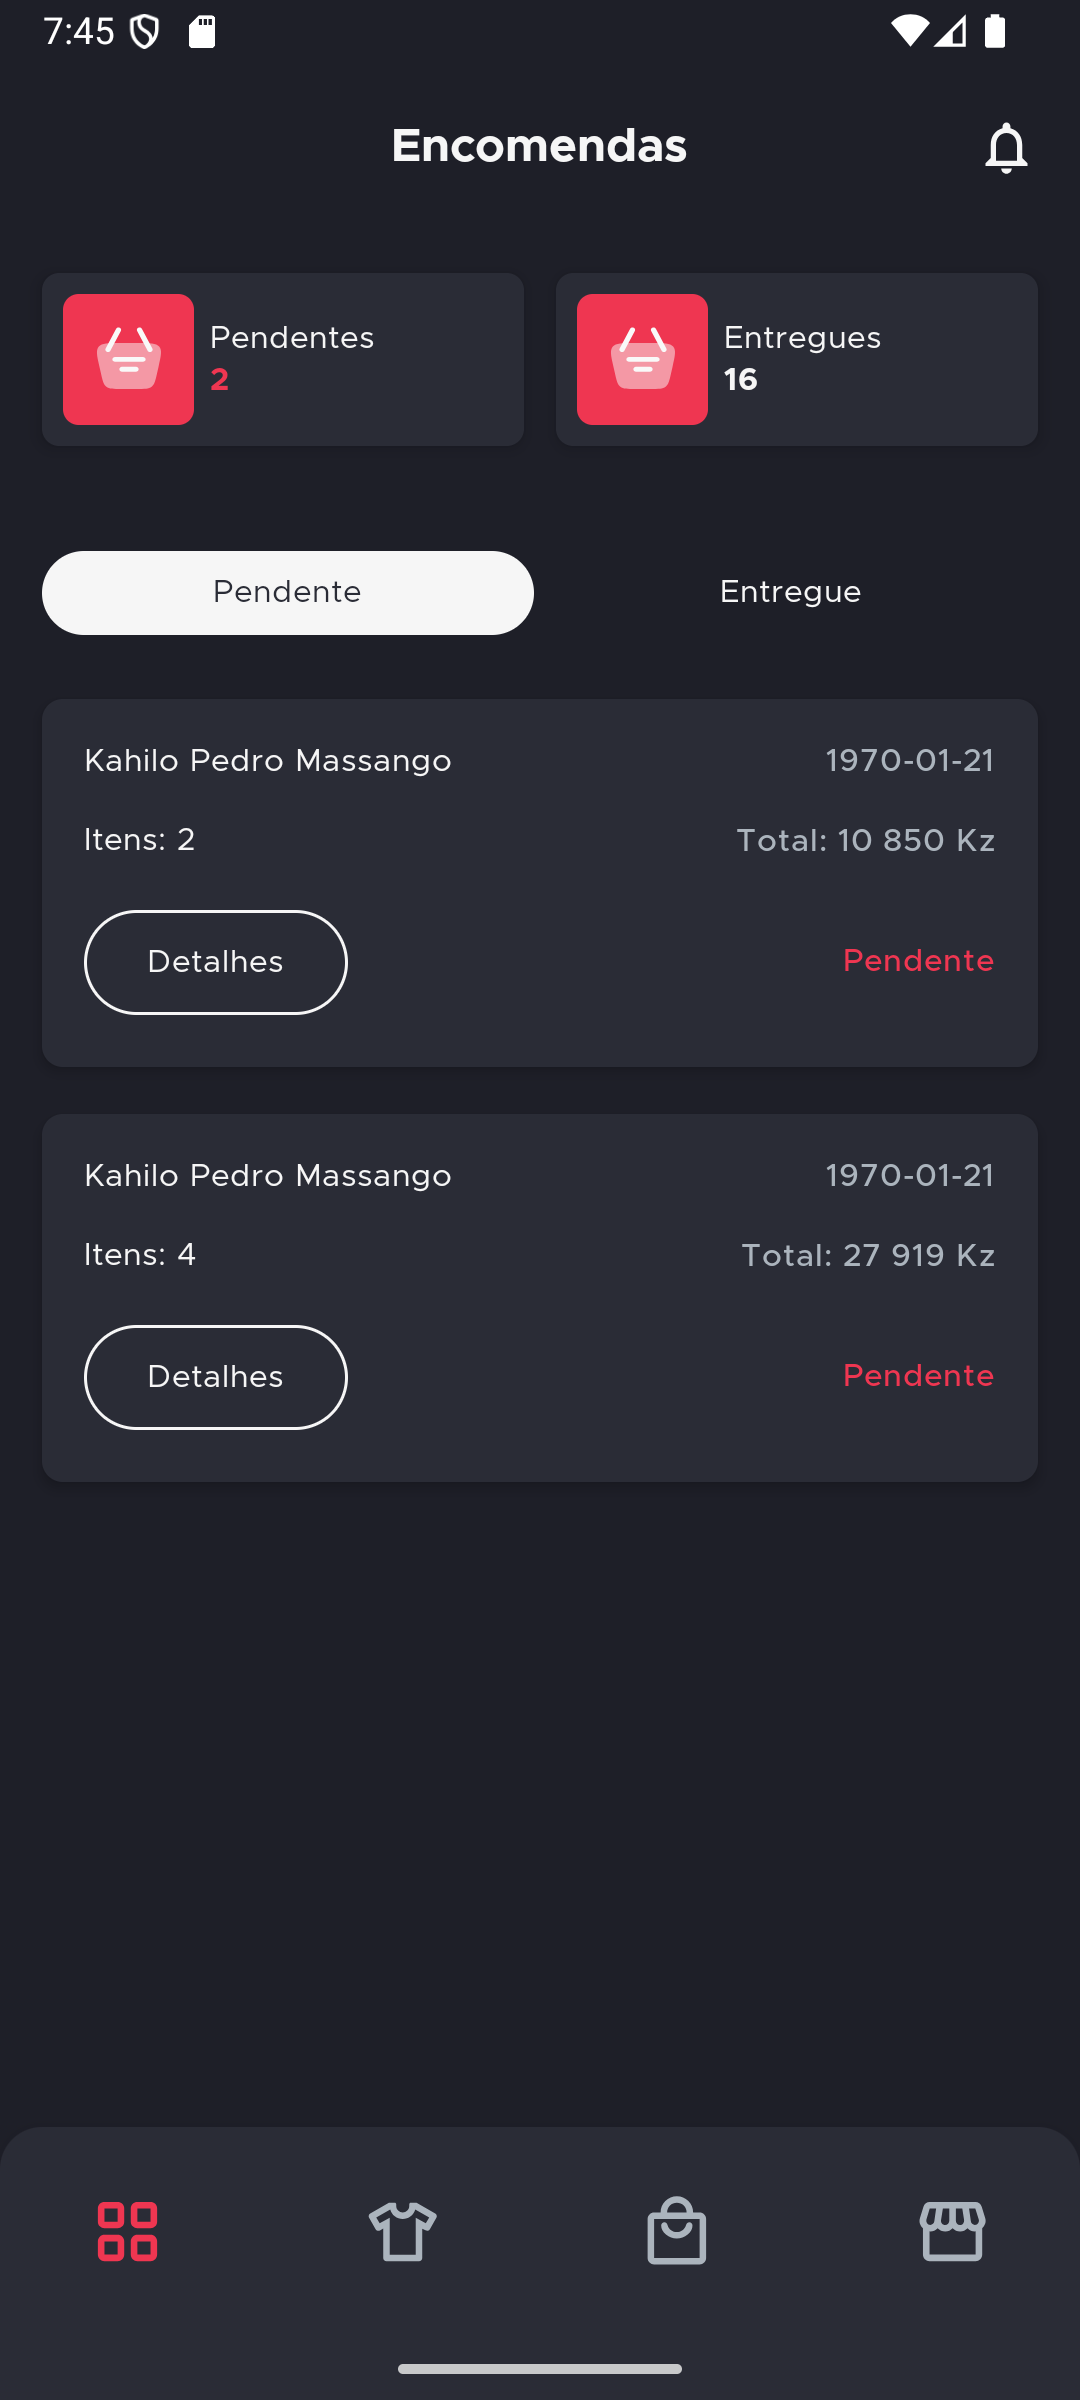 7:45
Encomendas
Pendentes
2
Entregues
16
Pendente
Entregue
Kahilo Pedro Massango
1970-01-21
Itens: 2
Total: 10 850 Kz
Detalhes
Pendente
Kahilo Pedro Massango
1970-01-21
Itens: 4
Total: 27 919 Kz
Detalhes
Pendente